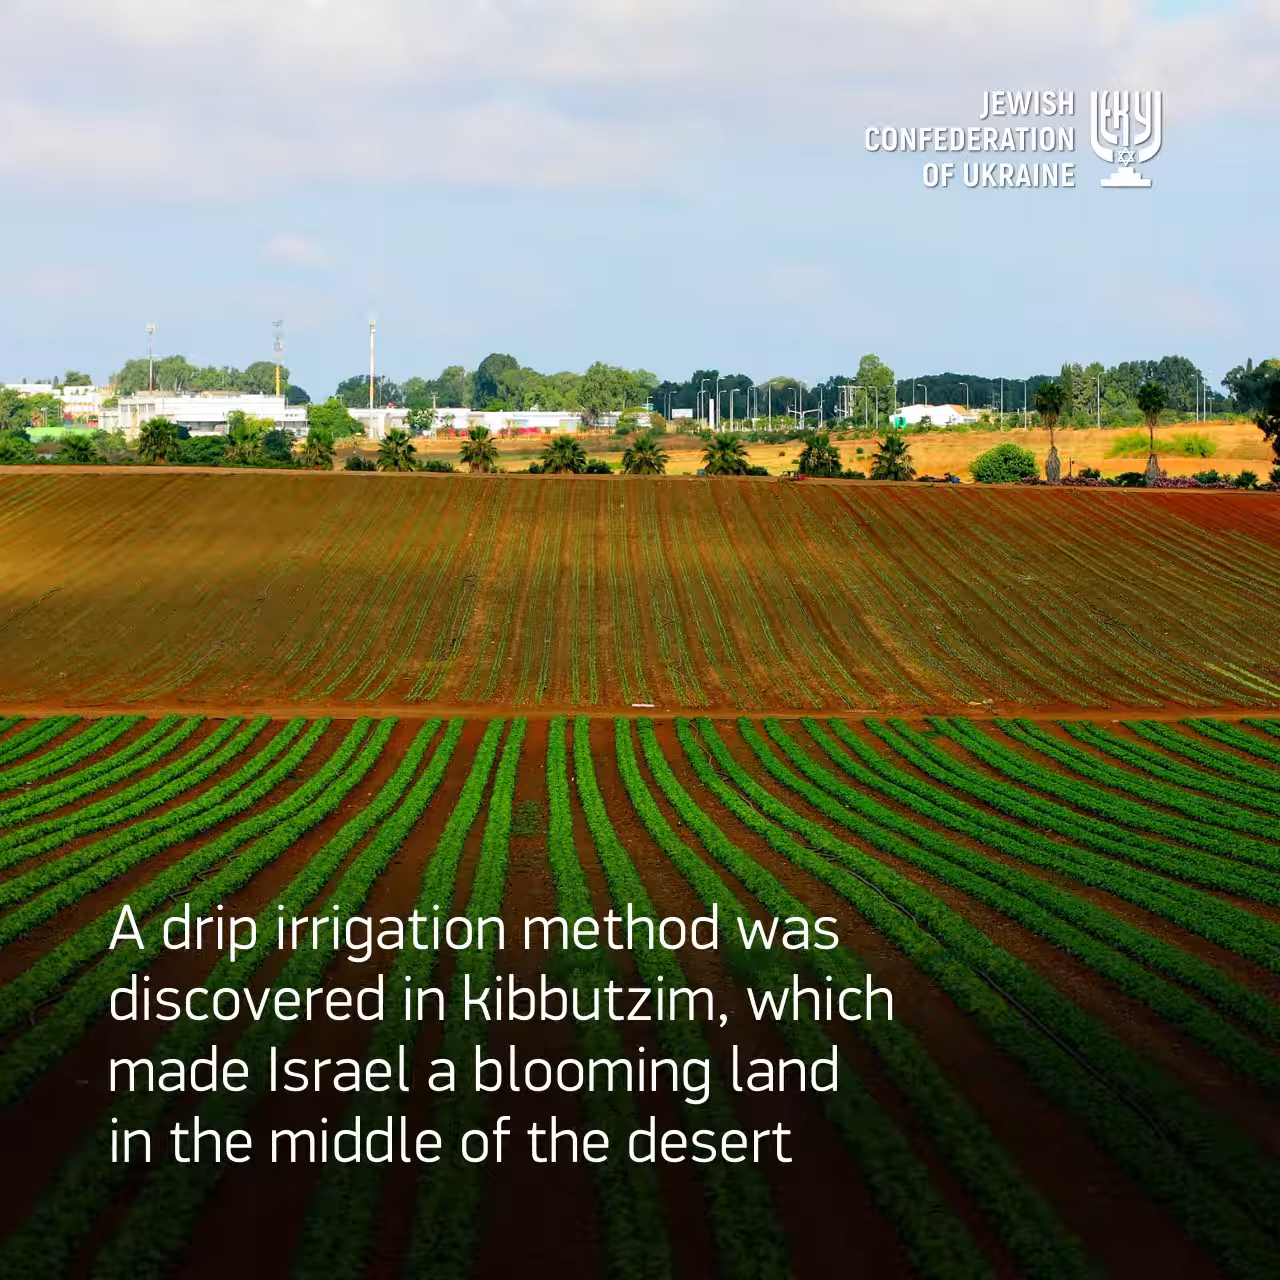 JEWISH
CONFEDERATION
OF UKRAINE
ЄКУ
A drip irrigation method was
discovered in kibbutzim, which
made Israel a blooming land
in the middle of the desert